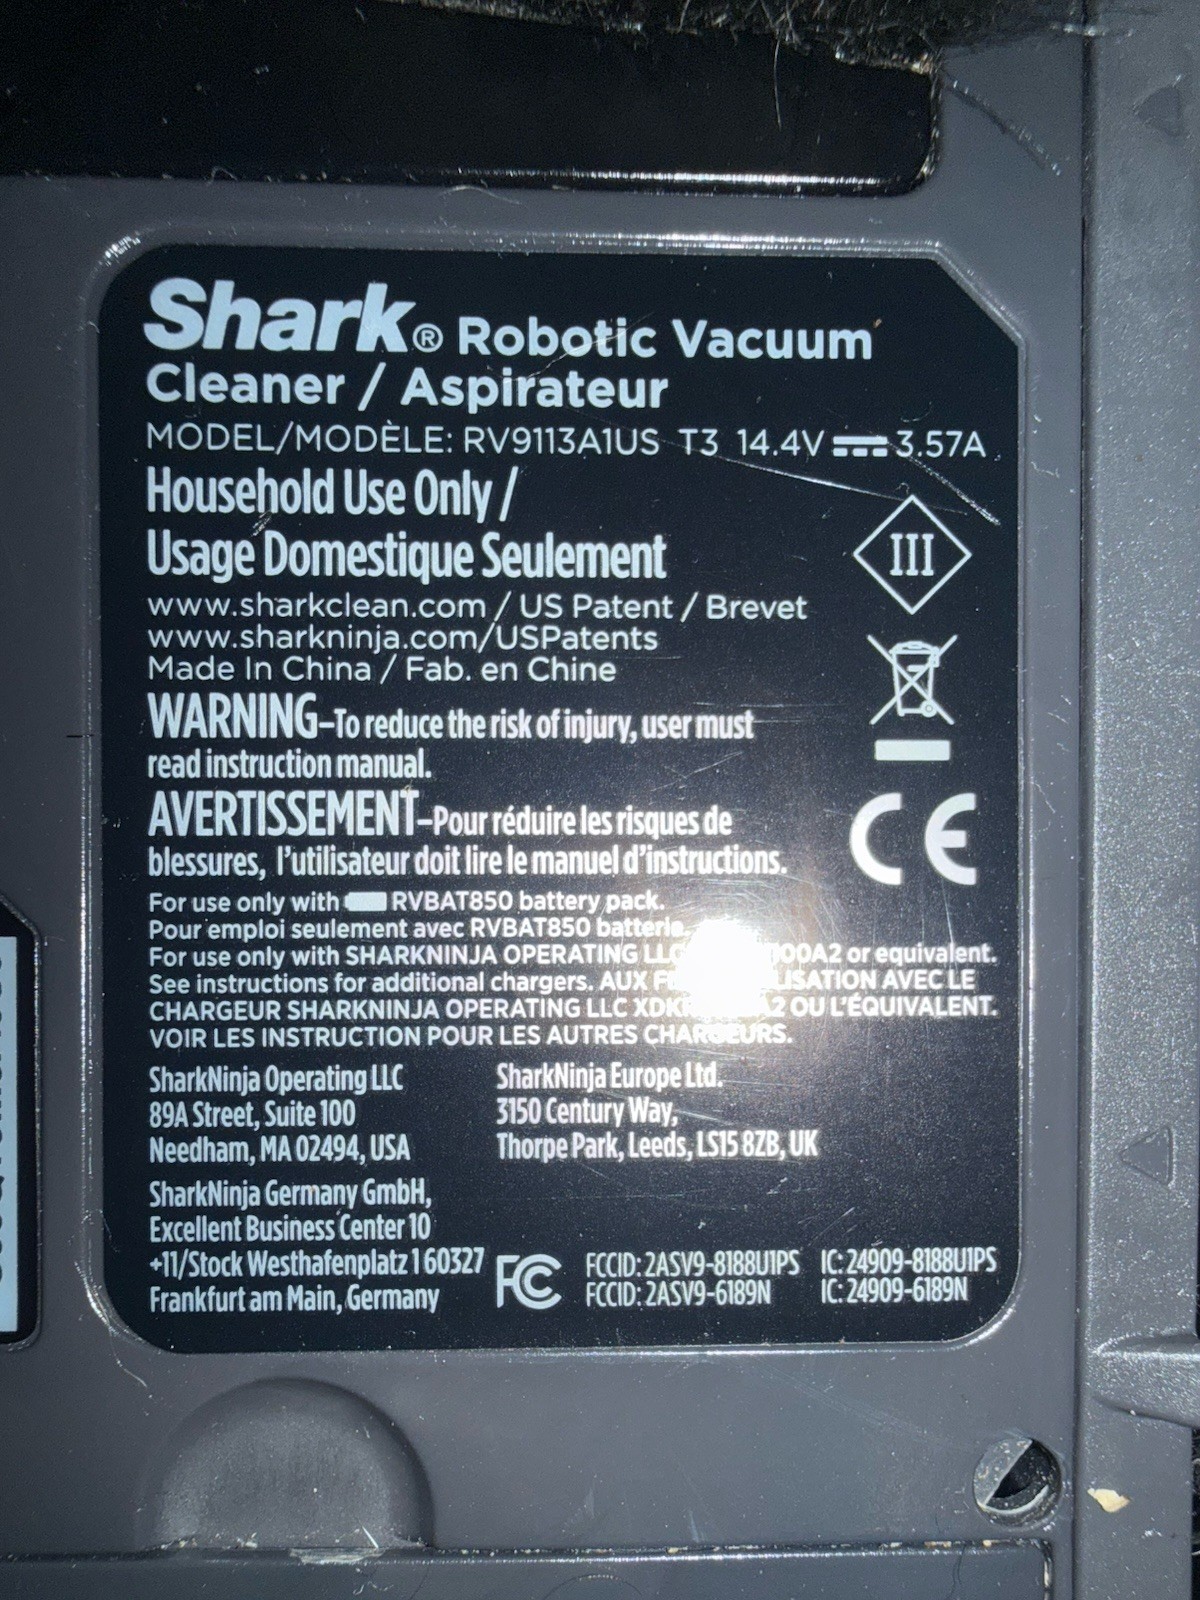 Shark® Robotic Vacuum
Cleaner / Aspirateur
MODEL/MODÈLE: RV9113A1US T3 14.4V 3.57A
Household Use Only /
Usage Domestique Seulement
III
www.sharkclean.com / US Patent / Brevet
www.sharkninja.com/USPatents
Made In China / Fab. en Chine
WARNING–To reduce the risk of injury, user must
read instruction manual.
AVERTISSEMENT–Pour réduire les risques de
blessures, l'utilisateur doit lire le manuel d'instructions.
CE
For use only with RVBAT850 battery pack.
Pour emploi seulement avec RVBAT850 batterie.
For use only with SHARKNINJA OPERATING LLC or equivalent.
See instructions for additional chargers. AUX AVEC LE
CHARGEUR SHARKNINJA OPERATING LLC OU L'ÉQUIVALENT.
VOIR LES INSTRUCTION POUR LES AUTRES CHARGEURS.
SharkNinja Operating LLC
89A Street, Suite 100
Needham, MA 02494, USA
SharkNinja Europe Ltd.
3150 Century Way,
Thorpe Park, Leeds, LS15 8ZB, UK
SharkNinja Germany GmbH,
Excellent Business Center 10
+11/Stock Westhafenplatz 1 60327
Frankfurt am Main, Germany
FC
FCCID: 2ASV9-8188U1PS IC: 24909-8188U1PS
FCCID: 2ASV9-6189N IC: 24909-6189N